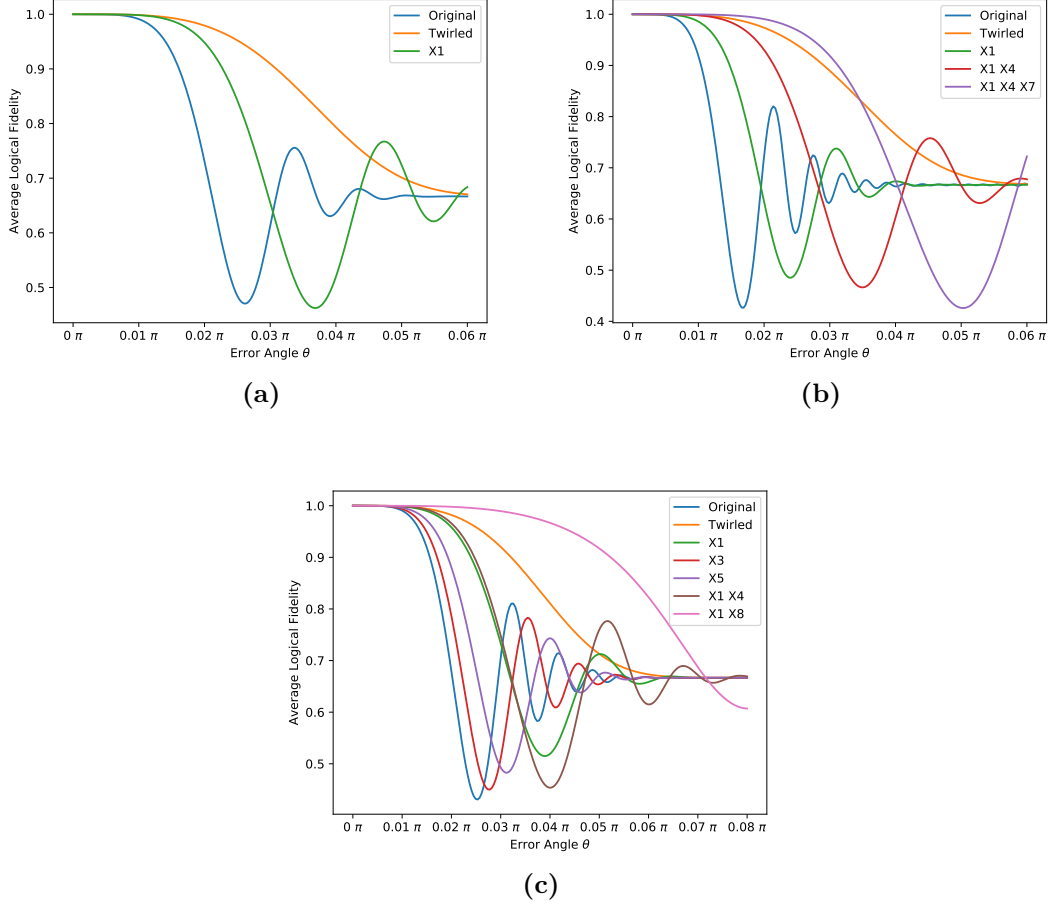 Original
Twirled
X1
1.0
0.9
0.8
0.7
0.6
0.5
Average Logical Fidelity
0 π 0.01 π 0.02 π 0.03 π 0.04 π 0.05 π 0.06 π
Error Angle θ
(a)
Original
Twirled
X1
X1 X4
X1 X4 X7
1.0
0.9
0.8
0.7
0.6
0.5
0.4
Average Logical Fidelity
0 π 0.01 π 0.02 π 0.03 π 0.04 π 0.05 π 0.06 π
Error Angle θ
(b)
Original
Twirled
X1
X3
X5
X1 X4
X1 X8
1.0
0.9
0.8
0.7
0.6
0.5
Average Logical Fidelity
0 π 0.01 π 0.02 π 0.03 π 0.04 π 0.05 π 0.06 π 0.07 π 0.08 π
Error Angle θ
(c)